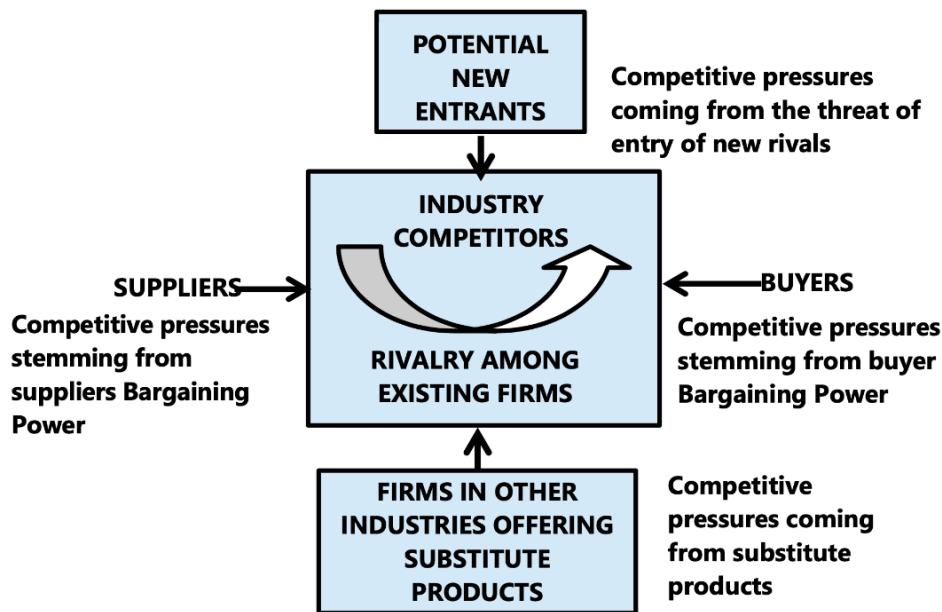 POTENTIAL
NEW
ENTRANTS
Competitive pressures
coming from the threat of
entry of new rivals
INDUSTRY
COMPETITORS
SUPPLIERS
Competitive pressures
stemming from
suppliers Bargaining
Power
BUYERS
Competitive pressures
stemming from buyer
Bargaining Power
RIVALRY AMONG
EXISTING FIRMS
FIRMS IN OTHER
INDUSTRIES OFFERING
SUBSTITUTE
PRODUCTS
Competitive
pressures coming
from substitute
products